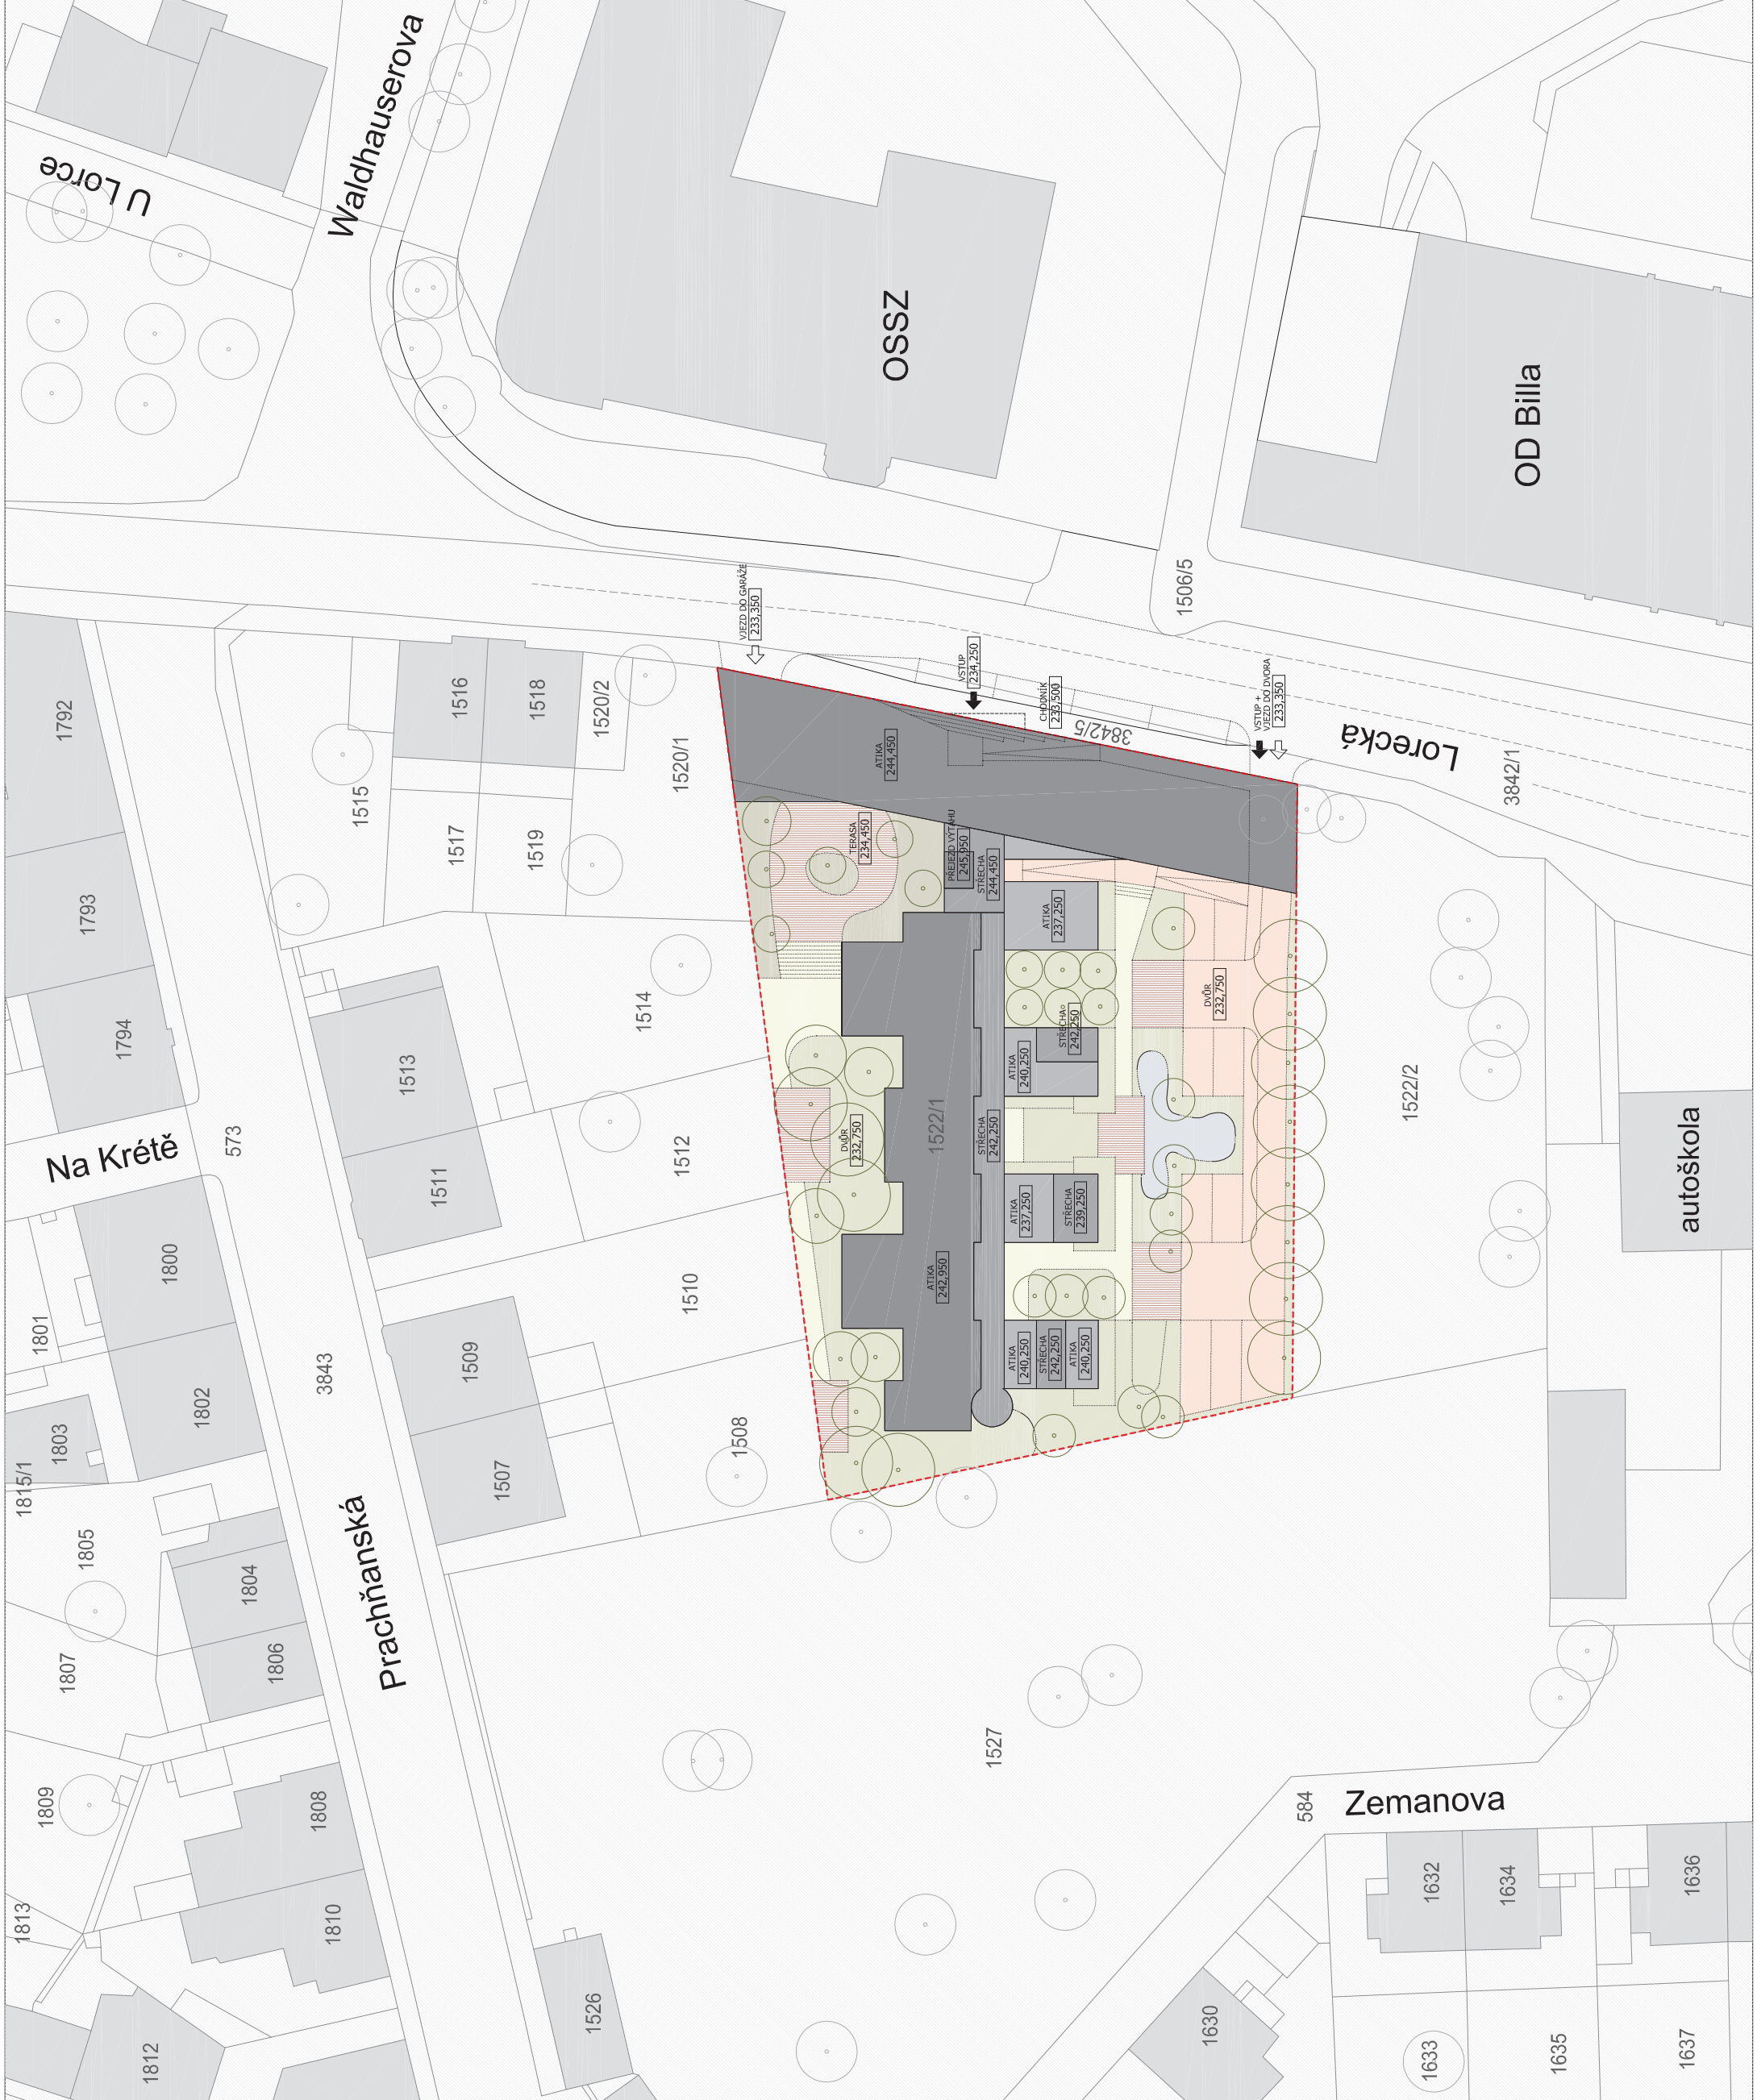 U Lorce
Waldhauserova
OSSZ
OD Billa
1792
1793
1794
Na Krétě
573
1800
1801
1802
1803
1815/1
1805
1804
1806
1807
1809
1808
1810
1813
1812
3843
Prachňanská
1516
1518
1520/2
1520/1
1515
1517
1519
1514
1513
1512
1511
1510
1509
1508
1507
1526
1527
VJEZD DO GARÁŽE
233,350
VSTUP
234,250
CHODNÍK
233,500
3842/5
VSTUP +
VJEZD DO DVORA
233,350
1506/5
Lorecká
3842/1
ATIKA
244,450
TERASA
234,450
PŘEJEZD VÝTAHU
245,950
STŘECHA
244,450
ATIKA
237,250
DVŮR
232,750
STŘECHA
242,250
ATIKA
240,250
DVŮR
232,750
1522/1
STŘECHA
242,250
ATIKA
237,250
STŘECHA
239,250
ATIKA
242,950
ATIKA
240,250
STŘECHA
242,250
ATIKA
240,250
1522/2
autoškola
584
Zemanova
1632
1634
1636
1630
1633
1635
1637